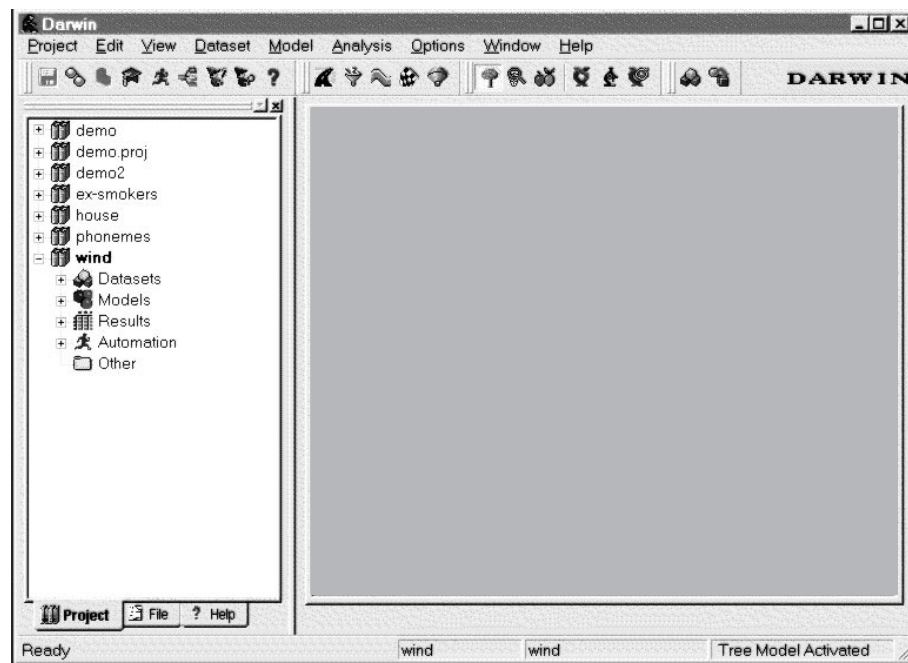 Darwin
Project Edit View Dataset Model Analysis Options Window Help
? DARWIN
demo
demo.proj
demo2
ex-smokers
house
phonemes
wind
Datasets
Models
Results
Automation
Other
Project File ? Help
Ready wind wind Tree Model Activated